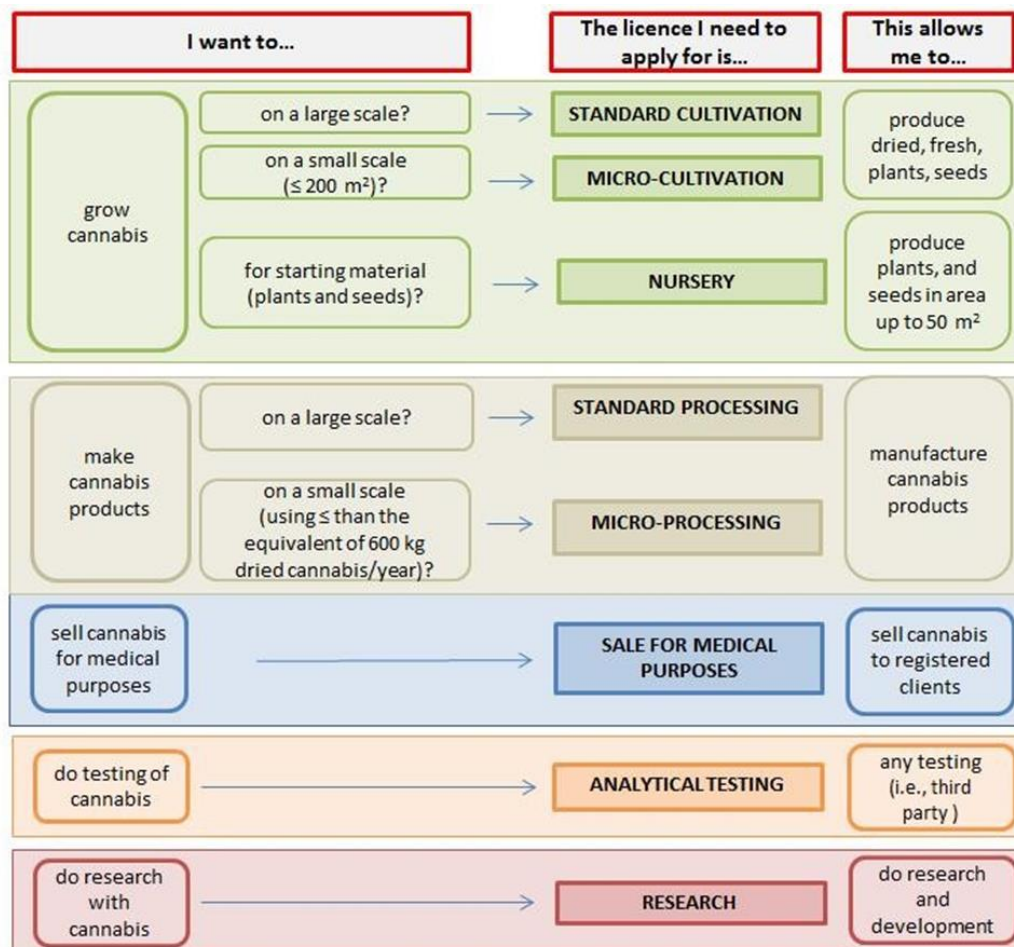 I want to...
The licence I need to
apply for is...
This allows
me to...
grow
cannabis
on a large scale?
STANDARD CULTIVATION
on a small scale
(≤ 200 m²)?
MICRO-CULTIVATION
produce
dried, fresh,
plants, seeds
for starting material
(plants and seeds)?
NURSERY
produce
plants, and
seeds in area
up to 50 m²
make
cannabis
products
on a large scale?
STANDARD PROCESSING
on a small scale
(using ≤ than the
equivalent of 600 kg
dried cannabis/year)?
MICRO-PROCESSING
manufacture
cannabis
products
sell cannabis
for medical
purposes
SALE FOR MEDICAL
PURPOSES
sell cannabis
to registered
clients
do testing of
cannabis
ANALYTICAL TESTING
any testing
(i.e., third
party )
do research
with
cannabis
RESEARCH
do research
and
development